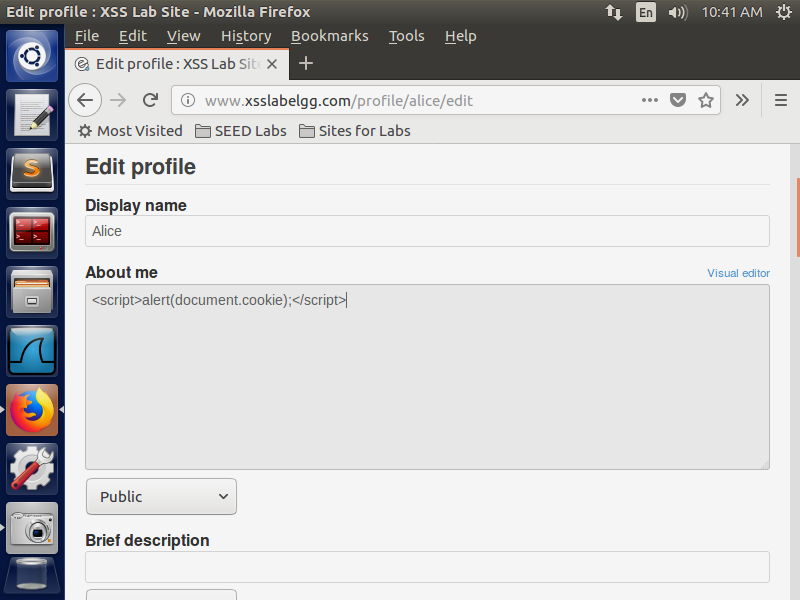 Edit profile : XSS Lab Site - Mozilla Firefox
En
10:41 AM
File Edit View History Bookmarks Tools Help
Edit profile : XSS Lab Site
www.xsslabelgg.com/profile/alice/edit
Most Visited SEED Labs Sites for Labs
Edit profile
Display name
Alice
About me
Visual editor
<script>alert(document.cookie);</script>
Public
Brief description